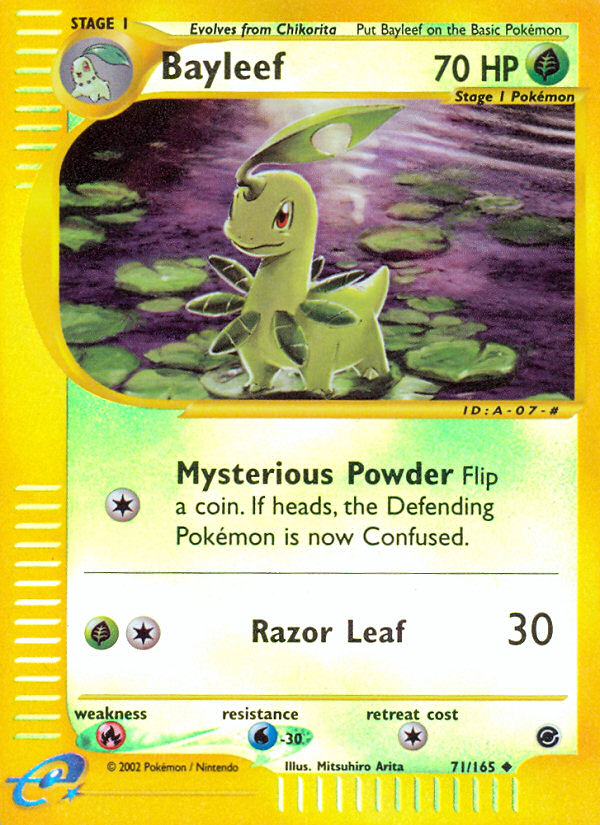 STAGE 1
Evolves from Chikorita Put Bayleef on the Basic Pokémon
Bayleef 70 HP
Stage 1 Pokémon
ID:A-07-#
Mysterious Powder Flip
a coin. If heads, the Defending
Pokémon is now Confused.
Razor Leaf 30
weakness resistance retreat cost
-30
e
© 2002 Pokémon / Nintendo Illus. Mitsuhiro Arita 71/165 ◆